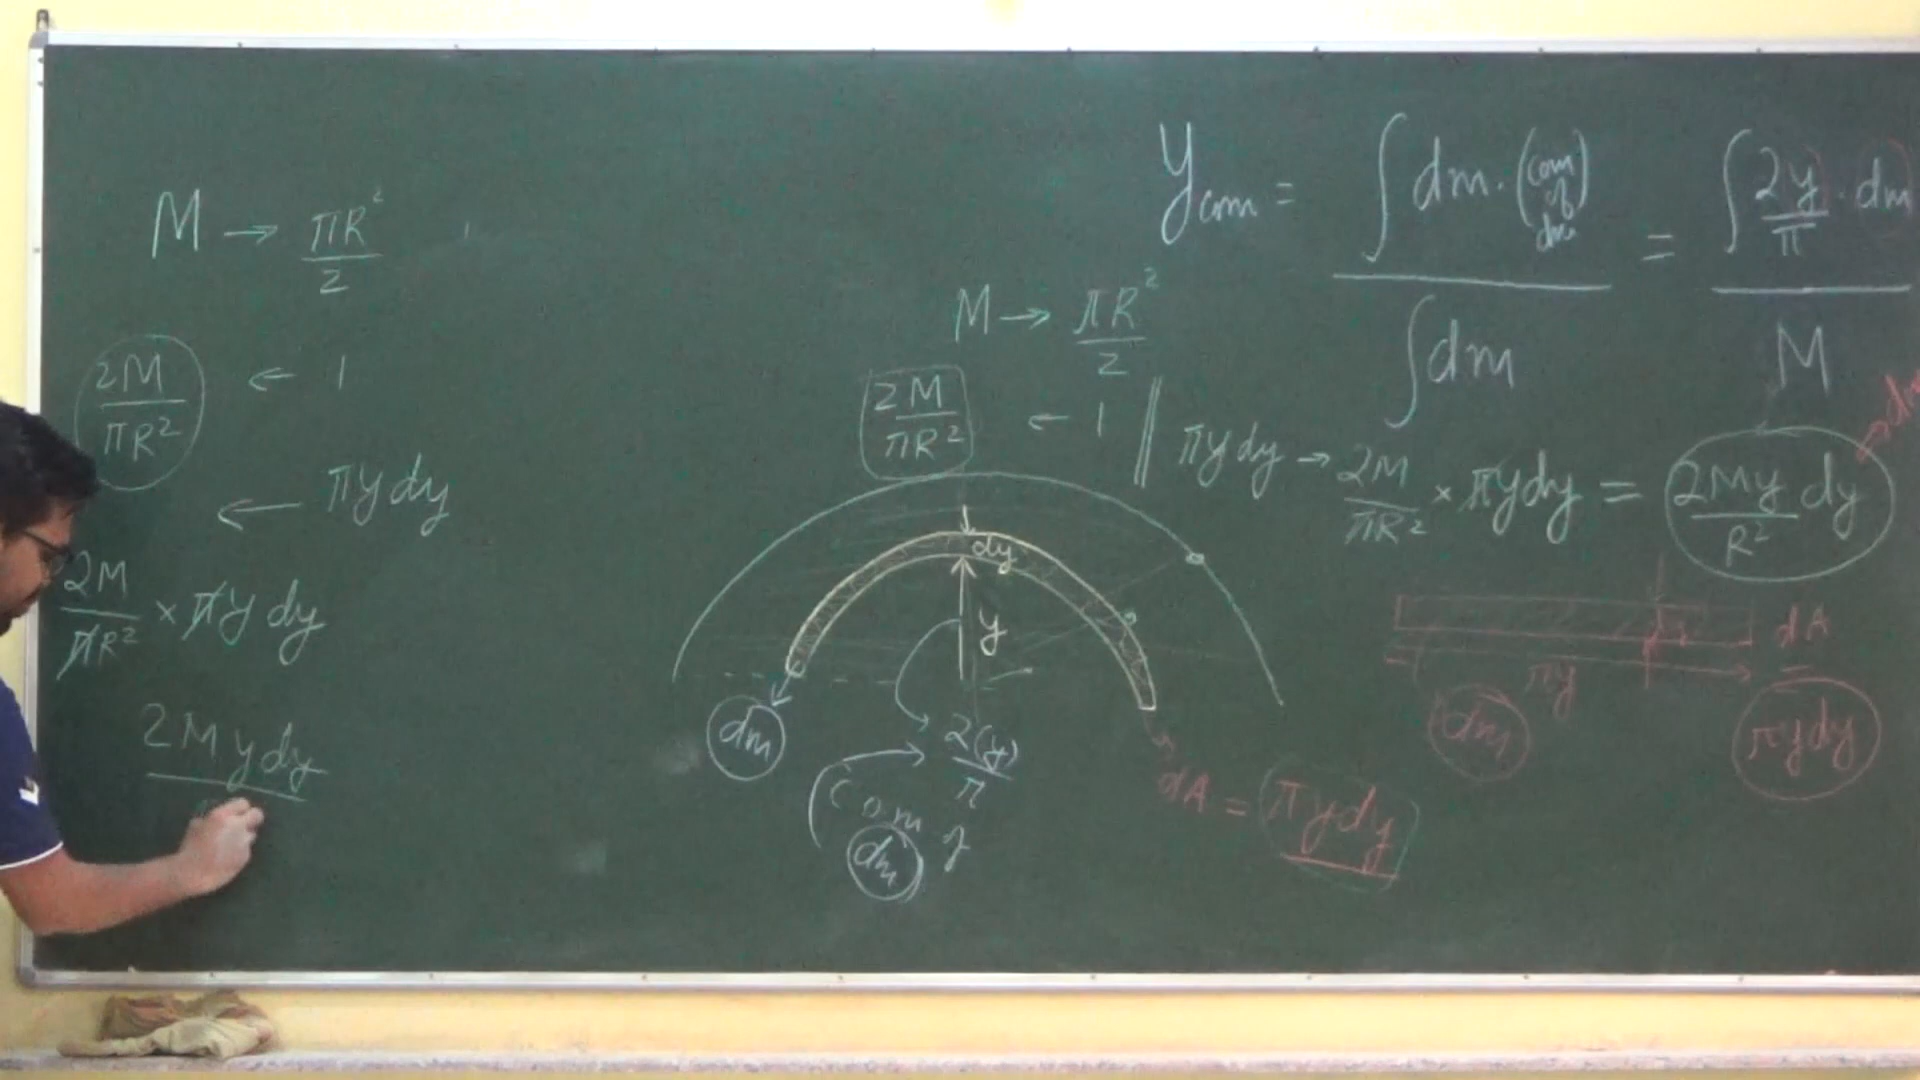 M → πR²/2
2M/πR² ← 1
← πy dy
2M/πR² × πy dy
2M y dy
y com = ∫ dm · (com of dm) / ∫ dm = ∫ 2y/π · dm / M
M → πR²/2
2M/πR² ← 1 || πy dy → 2M/πR² × πy dy = 2My/R² dy
dy
y
dm
2(y)/π
com of
dm
dA = πy dy
dA
πy
=
dm
πy dy